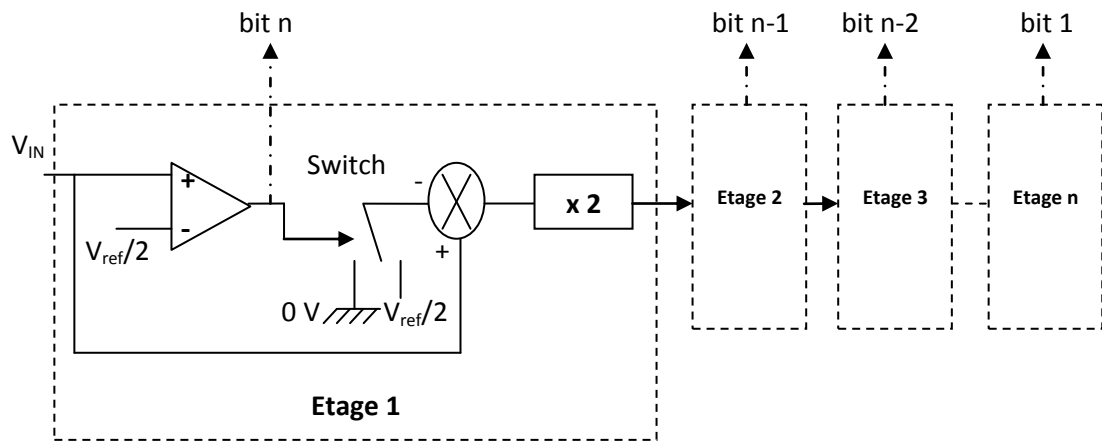 bit n
bit n-1
bit n-2
bit 1
V_IN
+
-
V_ref/2
Switch
-
+
0 V
V_ref/2
x 2
Etage 1
Etage 2
Etage 3
Etage n